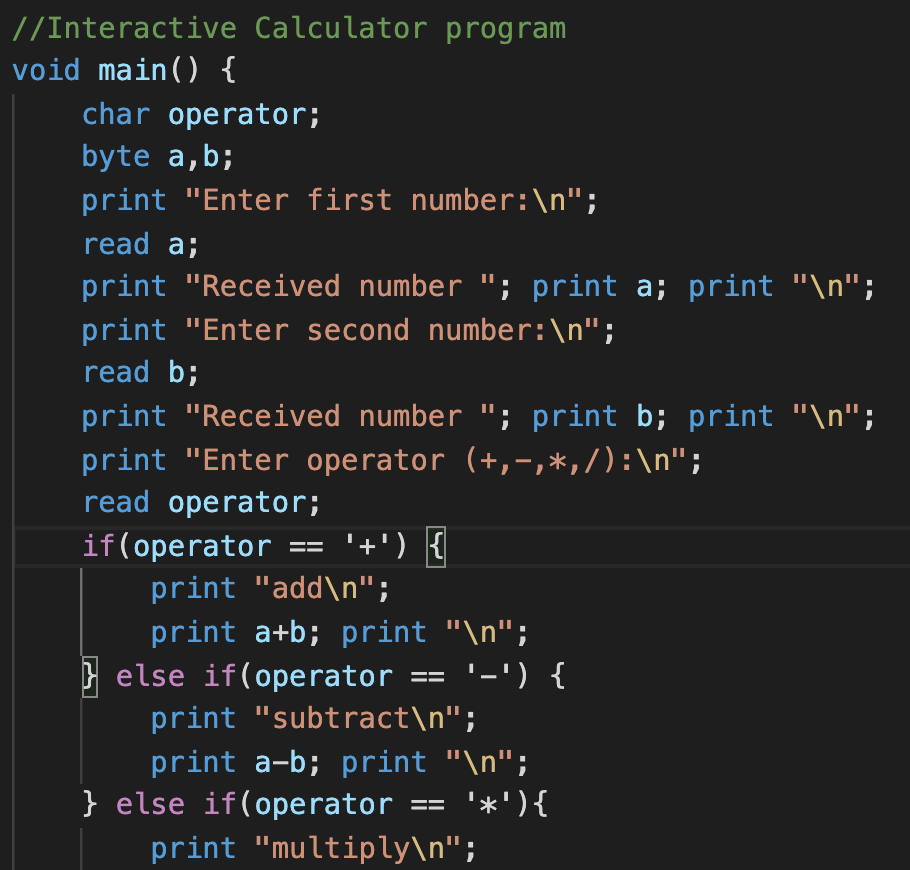 //Interactive Calculator program
void main() {
    char operator;
    byte a,b;
    print "Enter first number:\n";
    read a;
    print "Received number "; print a; print "\n";
    print "Enter second number:\n";
    read b;
    print "Received number "; print b; print "\n";
    print "Enter operator (+,-,*,/):\n";
    read operator;
    if(operator == '+') {
        print "add\n";
        print a+b; print "\n";
    } else if(operator == '-') {
        print "subtract\n";
        print a-b; print "\n";
    } else if(operator == '*'){
        print "multiply\n";